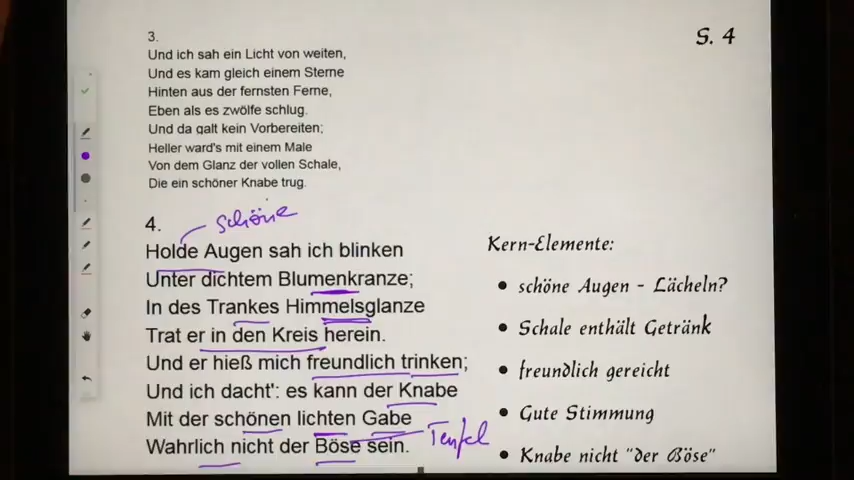 S. 4
3.
Und ich sah ein Licht von weiten,
Und es kam gleich einem Sterne
Hinten aus der fernsten Ferne,
Eben als es zwölfe schlug.
Und da galt kein Vorbereiten;
Heller ward's mit einem Male
Von dem Glanz der vollen Schale,
Die ein schöner Knabe trug.
4.
schöne
Holde Augen sah ich blinken
Unter dichtem Blumenkranze;
In des Trankes Himmelsglanze
Trat er in den Kreis herein.
Und er hieß mich freundlich trinken;
Und ich dacht': es kann der Knabe
Mit der schönen lichten Gabe
Wahrlich nicht der Böse sein.
Teufel
Kern-Elemente:
• schöne Augen - Lächeln?
• Schale enthält Getränk
• freundlich gereicht
• Gute Stimmung
• Knabe nicht "der Böse"